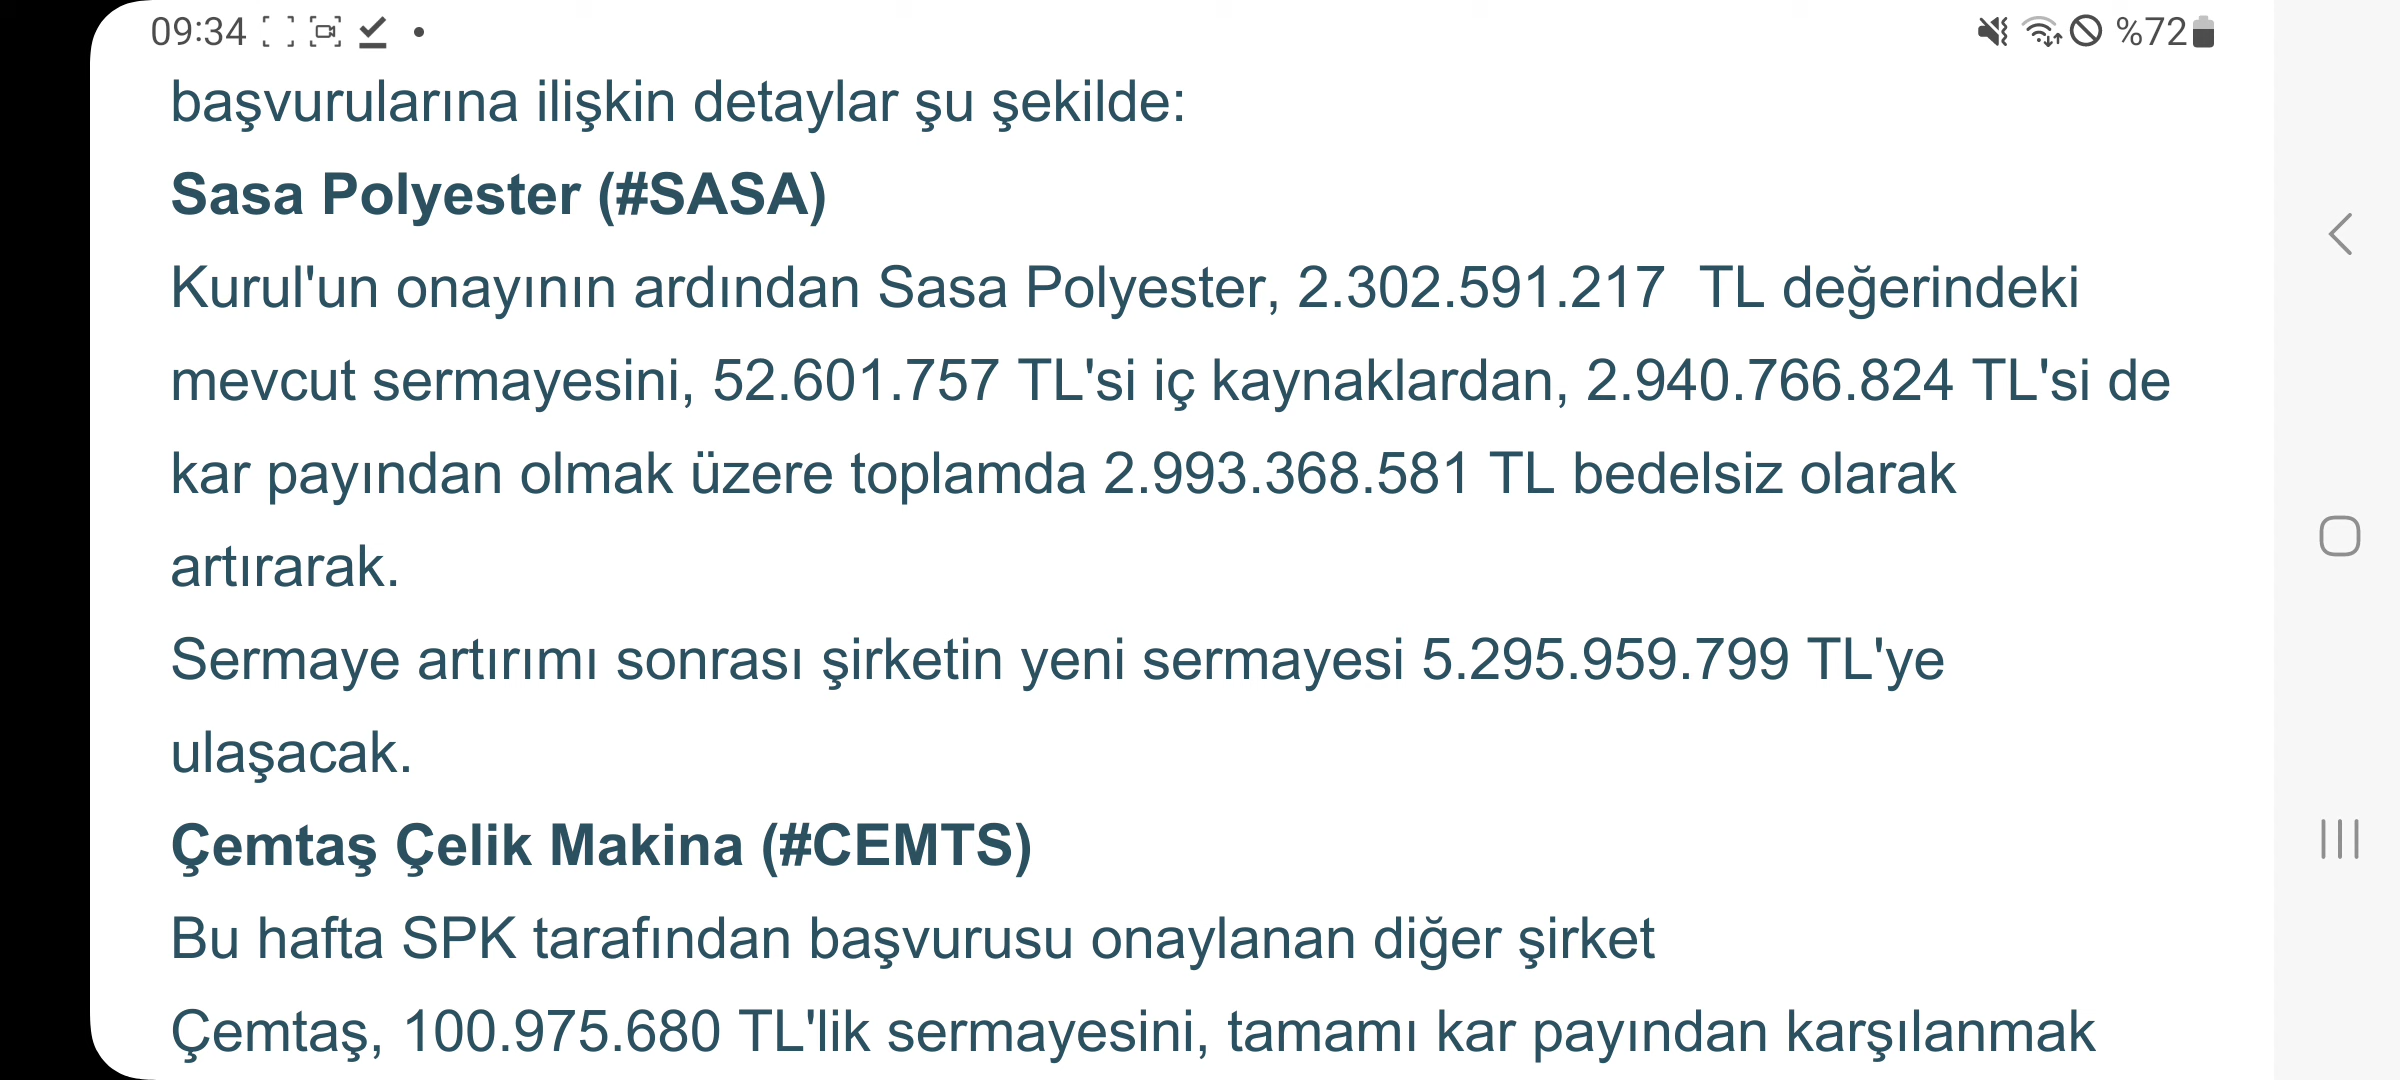 09:34
%72
başvurularına ilişkin detaylar şu şekilde:
Sasa Polyester (#SASA)
Kurul'un onayının ardından Sasa Polyester, 2.302.591.217  TL değerindeki
mevcut sermayesini, 52.601.757 TL'si iç kaynaklardan, 2.940.766.824 TL'si de
kar payından olmak üzere toplamda 2.993.368.581 TL bedelsiz olarak
artırarak.
Sermaye artırımı sonrası şirketin yeni sermayesi 5.295.959.799 TL'ye
ulaşacak.
Çemtaş Çelik Makina (#CEMTS)
Bu hafta SPK tarafından başvurusu onaylanan diğer şirket
Çemtaş, 100.975.680 TL'lik sermayesini, tamamı kar payından karşılanmak